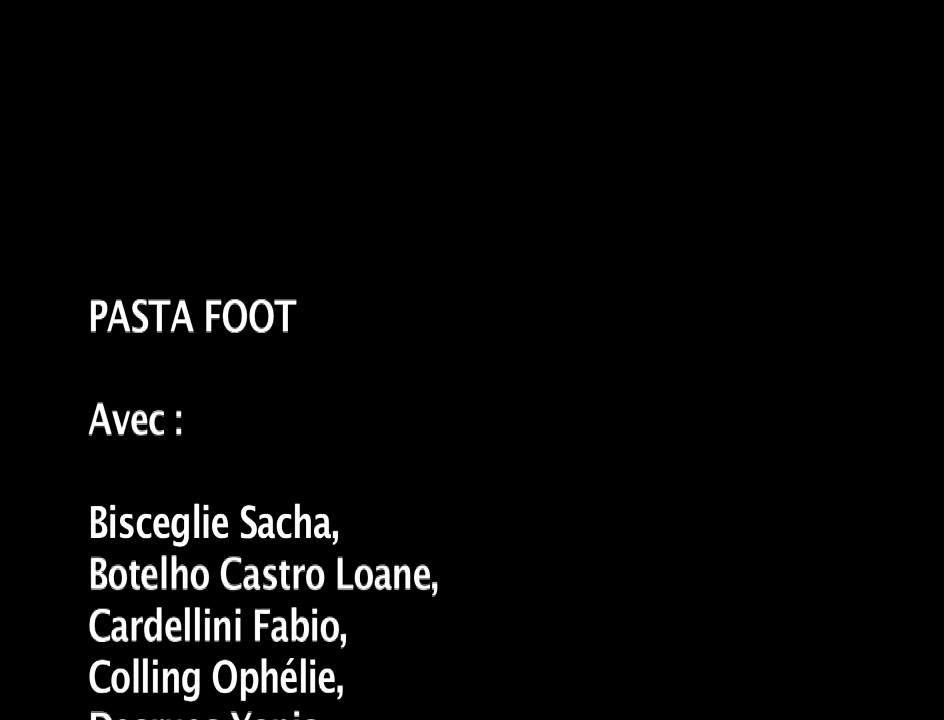 PASTA FOOT
Avec :
Bisceglie Sacha,
Botelho Castro Loane,
Cardellini Fabio,
Colling Ophélie,